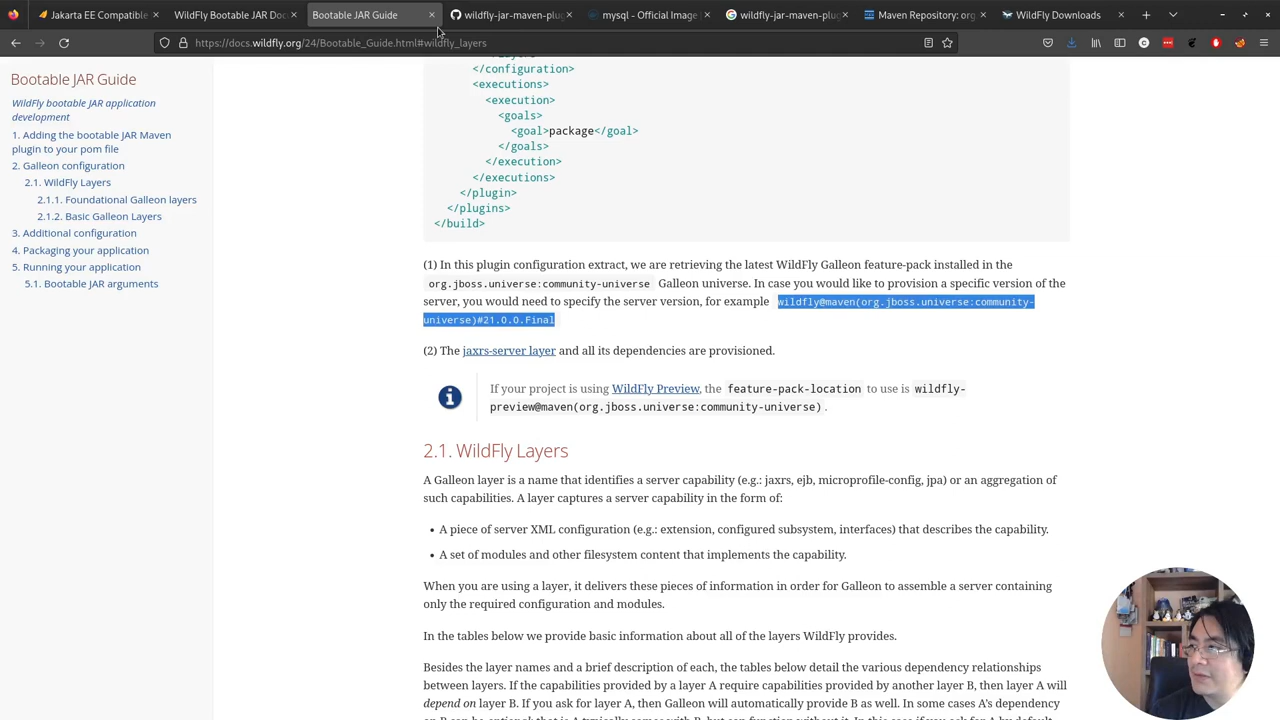 Jakarta EE Compatible
WildFly Bootable JAR Doc
Bootable JAR Guide
wildfly-jar-maven-plug
mysql - Official Image
wildfly-jar-maven-plug
Maven Repository: org
WildFly Downloads
https://docs.wildfly.org/24/Bootable_Guide.html#wildfly_layers
Bootable JAR Guide
WildFly bootable JAR application
development
1. Adding the bootable JAR Maven
plugin to your pom file
2. Galleon configuration
2.1. WildFly Layers
2.1.1. Foundational Galleon layers
2.1.2. Basic Galleon Layers
3. Additional configuration
4. Packaging your application
5. Running your application
5.1. Bootable JAR arguments
</configuration>
<executions>
<execution>
<goals>
<goal>package</goal>
</goals>
</execution>
</executions>
</plugin>
</plugins>
</build>
(1) In this plugin configuration extract, we are retrieving the latest WildFly Galleon feature-pack installed in the
org.jboss.universe:community-universe Galleon universe. In case you would like to provision a specific version of the
server, you would need to specify the server version, for example wildfly@maven(org.jboss.universe:community-
universe)#21.0.0.Final
(2) The jaxrs-server layer and all its dependencies are provisioned.
If your project is using WildFly Preview, the feature-pack-location to use is wildfly-
preview@maven(org.jboss.universe:community-universe).
2.1. WildFly Layers
A Galleon layer is a name that identifies a server capability (e.g.: jaxrs, ejb, microprofile-config, jpa) or an aggregation of
such capabilities. A layer captures a server capability in the form of:
• A piece of server XML configuration (e.g.: extension, configured subsystem, interfaces) that describes the capability.
• A set of modules and other filesystem content that implements the capability.
When you are using a layer, it delivers these pieces of information in order for Galleon to assemble a server containing
only the required configuration and modules.
In the tables below we provide basic information about all of the layers WildFly provides.
Besides the layer names and a brief description of each, the tables below detail the various dependency relationships
between layers. If the capabilities provided by a layer A require capabilities provided by another layer B, then layer A will
depend on layer B. If you ask for layer A, then Galleon will automatically provide B as well. In some cases A's dependency